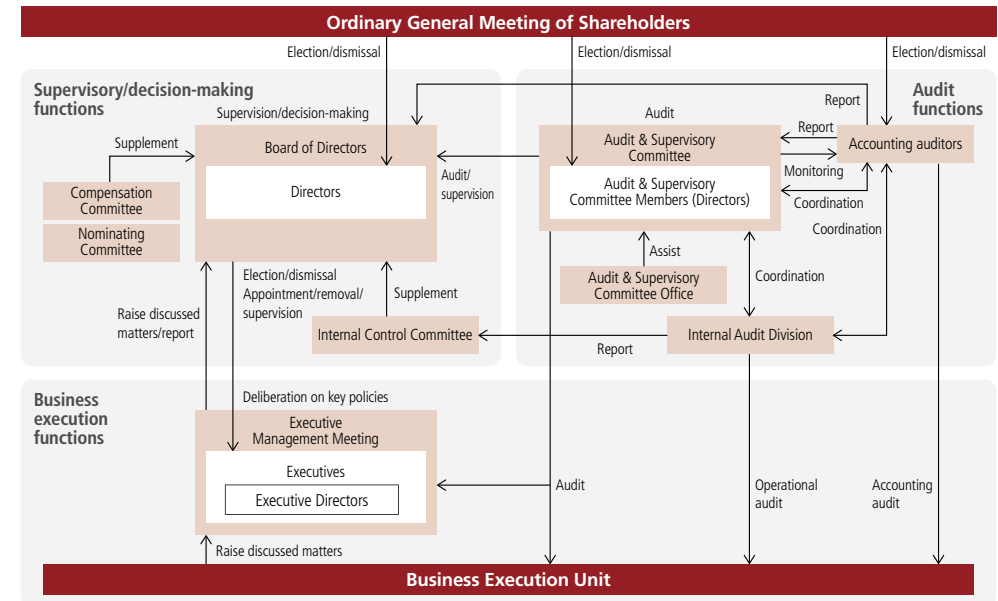 Ordinary General Meeting of Shareholders
Election/dismissal
Election/dismissal
Election/dismissal
Supervisory/decision-making
functions
Audit
functions
Supervision/decision-making
Audit
Report
Report
Supplement
Board of Directors
Directors
Audit/
supervision
Audit & Supervisory
Committee
Audit & Supervisory
Committee Members (Directors)
Accounting auditors
Monitoring
Coordination
Coordination
Compensation
Committee
Nominating
Committee
Election/dismissal
Appointment/removal/
supervision
Supplement
Assist
Audit & Supervisory
Committee Office
Coordination
Raise discussed
matters/report
Internal Control Committee
Report
Internal Audit Division
Business
execution
functions
Deliberation on key policies
Executive
Management Meeting
Executives
Executive Directors
Audit
Operational
audit
Accounting
audit
Raise discussed matters
Business Execution Unit